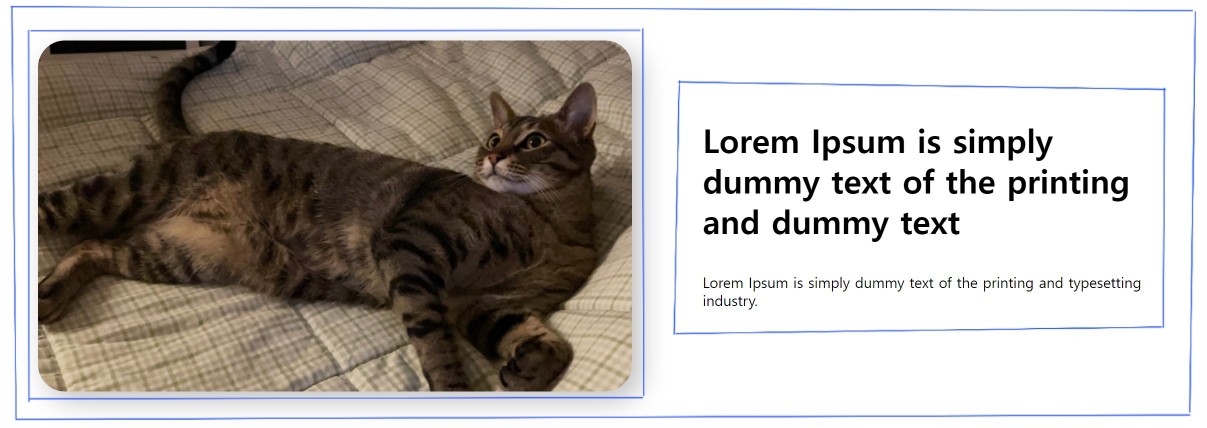 Lorem Ipsum is simply
dummy text of the printing
and dummy text
Lorem Ipsum is simply dummy text of the printing and typesetting
industry.